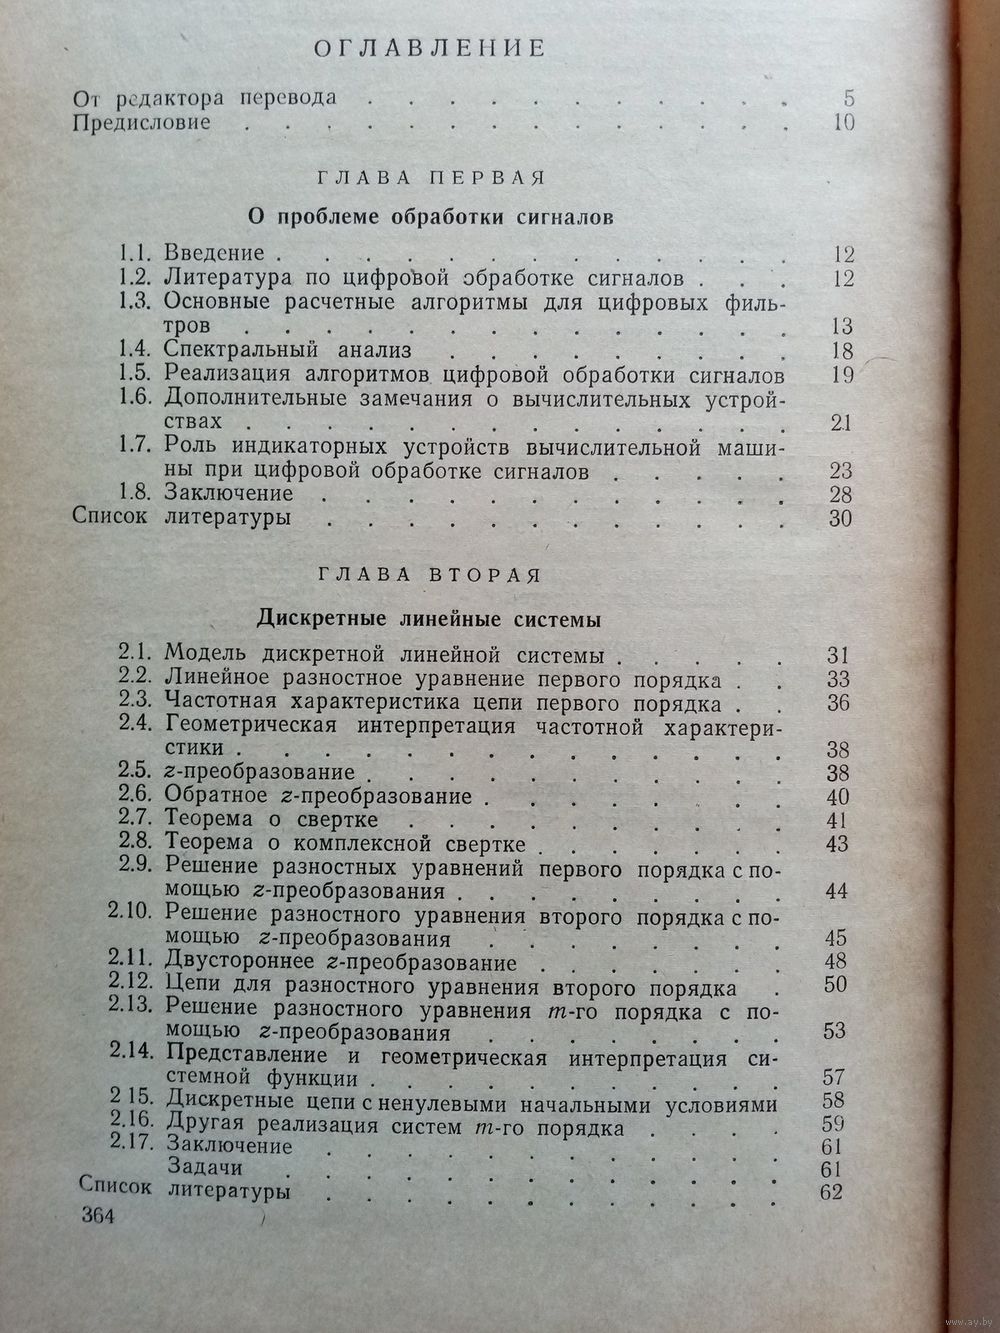 ОГЛАВЛЕНИЕ
От редактора перевода . . . . . . . . . . . 5
Предисловие . . . . . . . . . . . . . . 10
ГЛАВА ПЕРВАЯ
О проблеме обработки сигналов
1.1. Введение . . . . . . . . . . . . . 12
1.2. Литература по цифровой обработке сигналов . . . 12
1.3. Основные расчетные алгоритмы для цифровых филь-
тров . . . . . . . . . . . . . . 13
1.4. Спектральный анализ . . . . . . . . . 18
1.5. Реализация алгоритмов цифровой обработки сигналов 19
1.6. Дополнительные замечания о вычислительных устрой-
ствах . . . . . . . . . . . . . . 21
1.7. Роль индикаторных устройств вычислительной маши-
ны при цифровой обработке сигналов . . . . . 23
1.8. Заключение . . . . . . . . . . . . 28
Список литературы . . . . . . . . . . . . 30
ГЛАВА ВТОРАЯ
Дискретные линейные системы
2.1. Модель дискретной линейной системы . . . . . 31
2.2. Линейное разностное уравнение первого порядка . . 33
2.3. Частотная характеристика цепи первого порядка . . 36
2.4. Геометрическая интерпретация частотной характери-
стики . . . . . . . . . . . . . . 38
2.5. z-преобразование . . . . . . . . . . . 38
2.6. Обратное z-преобразование . . . . . . . . 40
2.7. Теорема о свертке . . . . . . . . . . 41
2.8. Теорема о комплексной свертке . . . . . . . 43
2.9. Решение разностных уравнений первого порядка с по-
мощью z-преобразования . . . . . . . . . 44
2.10. Решение разностного уравнения второго порядка с по-
мощью z-преобразования . . . . . . . . 45
2.11. Двустороннее z-преобразование . . . . . . . 48
2.12. Цепи для разностного уравнения второго порядка . 50
2.13. Решение разностного уравнения m-го порядка с по-
мощью z-преобразования . . . . . . . . 53
2.14. Представление и геометрическая интерпретация си-
стемной функции . . . . . . . . . . . 57
2 15. Дискретные цепи с ненулевыми начальными условиями 58
2.16. Другая реализация систем m-го порядка . . . . 59
2.17. Заключение . . . . . . . . . . . . 61
Задачи . . . . . . . . . . . . . 61
Список литературы . . . . . . . . . . . . 62
364
www.ay.by